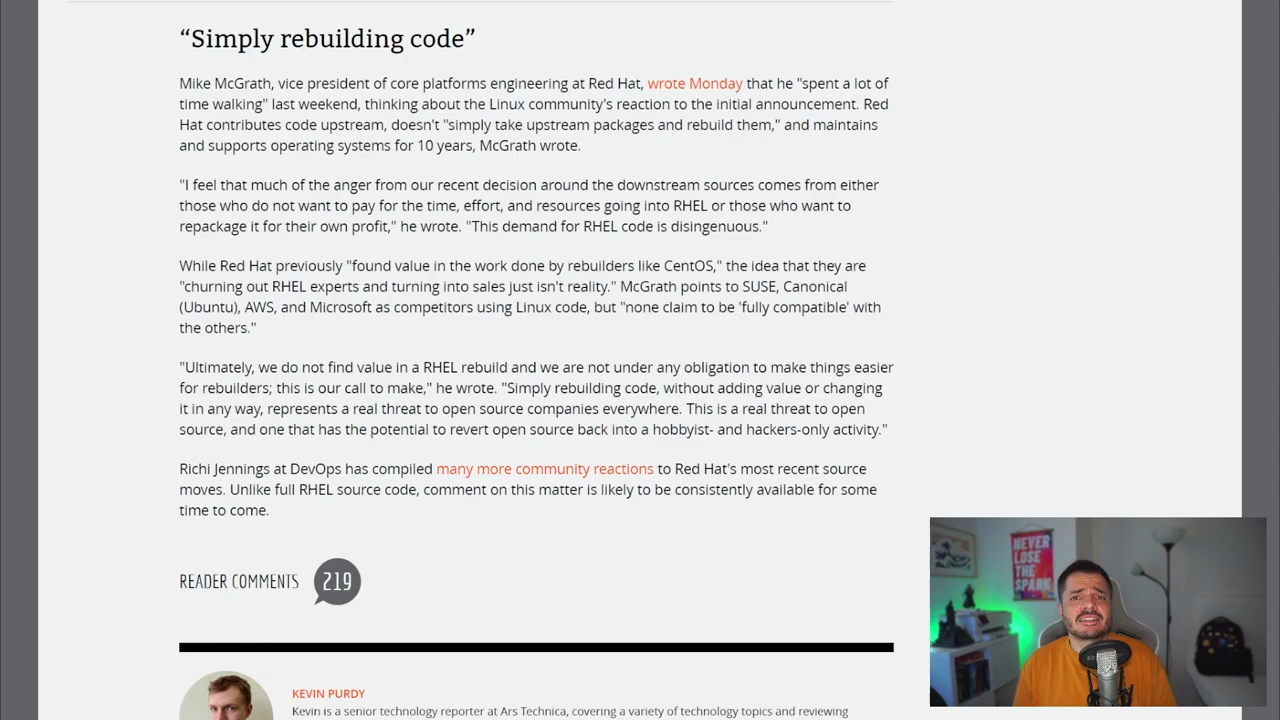 “Simply rebuilding code”
Mike McGrath, vice president of core platforms engineering at Red Hat, wrote Monday that he "spent a lot of
time walking" last weekend, thinking about the Linux community's reaction to the initial announcement. Red
Hat contributes code upstream, doesn't "simply take upstream packages and rebuild them," and maintains
and supports operating systems for 10 years, McGrath wrote.
"I feel that much of the anger from our recent decision around the downstream sources comes from either
those who do not want to pay for the time, effort, and resources going into RHEL or those who want to
repackage it for their own profit," he wrote. "This demand for RHEL code is disingenuous."
While Red Hat previously "found value in the work done by rebuilders like CentOS," the idea that they are
"churning out RHEL experts and turning into sales just isn't reality." McGrath points to SUSE, Canonical
(Ubuntu), AWS, and Microsoft as competitors using Linux code, but "none claim to be 'fully compatible' with
the others."
"Ultimately, we do not find value in a RHEL rebuild and we are not under any obligation to make things easier
for rebuilders; this is our call to make," he wrote. "Simply rebuilding code, without adding value or changing
it in any way, represents a real threat to open source companies everywhere. This is a real threat to open
source, and one that has the potential to revert open source back into a hobbyist- and hackers-only activity."
Richi Jennings at DevOps has compiled many more community reactions to Red Hat's most recent source
moves. Unlike full RHEL source code, comment on this matter is likely to be consistently available for some
time to come.
READER COMMENTS 219
KEVIN PURDY
Kevin is a senior technology reporter at Ars Technica, covering a variety of technology topics and reviewing
NEVER
LOSE
THE
SPARK